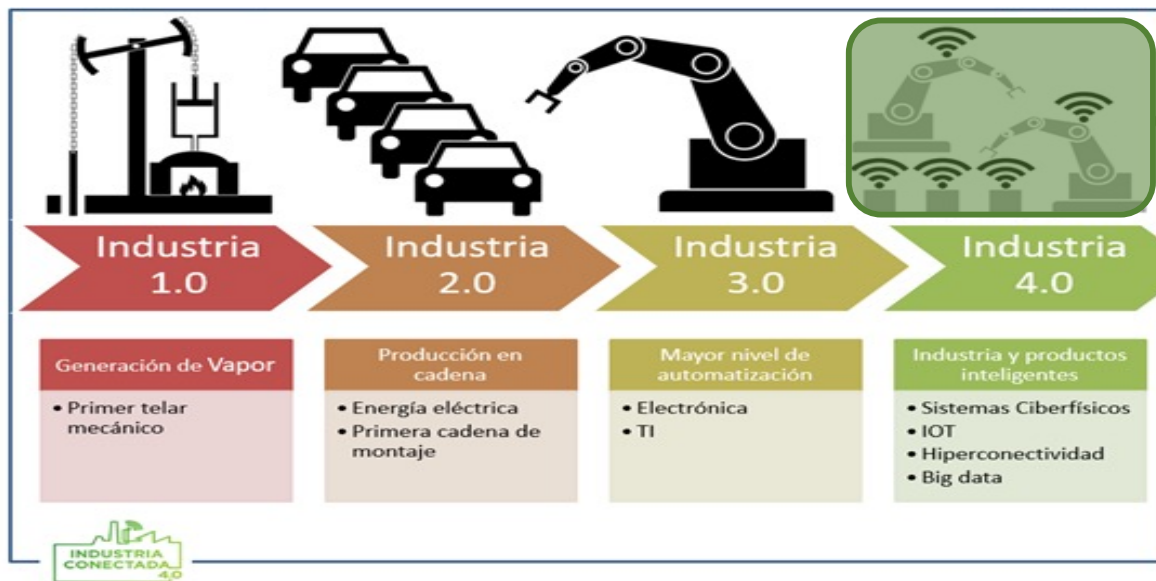 Industria
1.0
Industria
2.0
Industria
3.0
Industria
4.0
Generación de Vapor
• Primer telar
mecánico
Producción en
cadena
• Energía eléctrica
• Primera cadena de
montaje
Mayor nivel de
automatización
• Electrónica
• TI
Industria y productos
inteligentes
• Sistemas Ciberfísicos
• IOT
• Hiperconectividad
• Big data
INDUSTRIA
CONECTADA
4.0